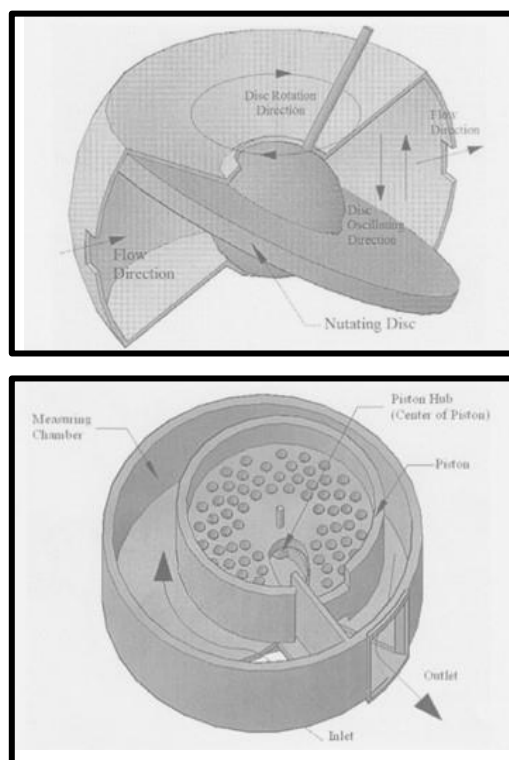 Disc Rotation
Direction
Flow
Direction
Disc
Oscillining
Direction
Flow
Direction
Nutating Disc
Piston Hub
(Center of Piston)
Measuring
Chamber
Piston
Outlet
Inlet